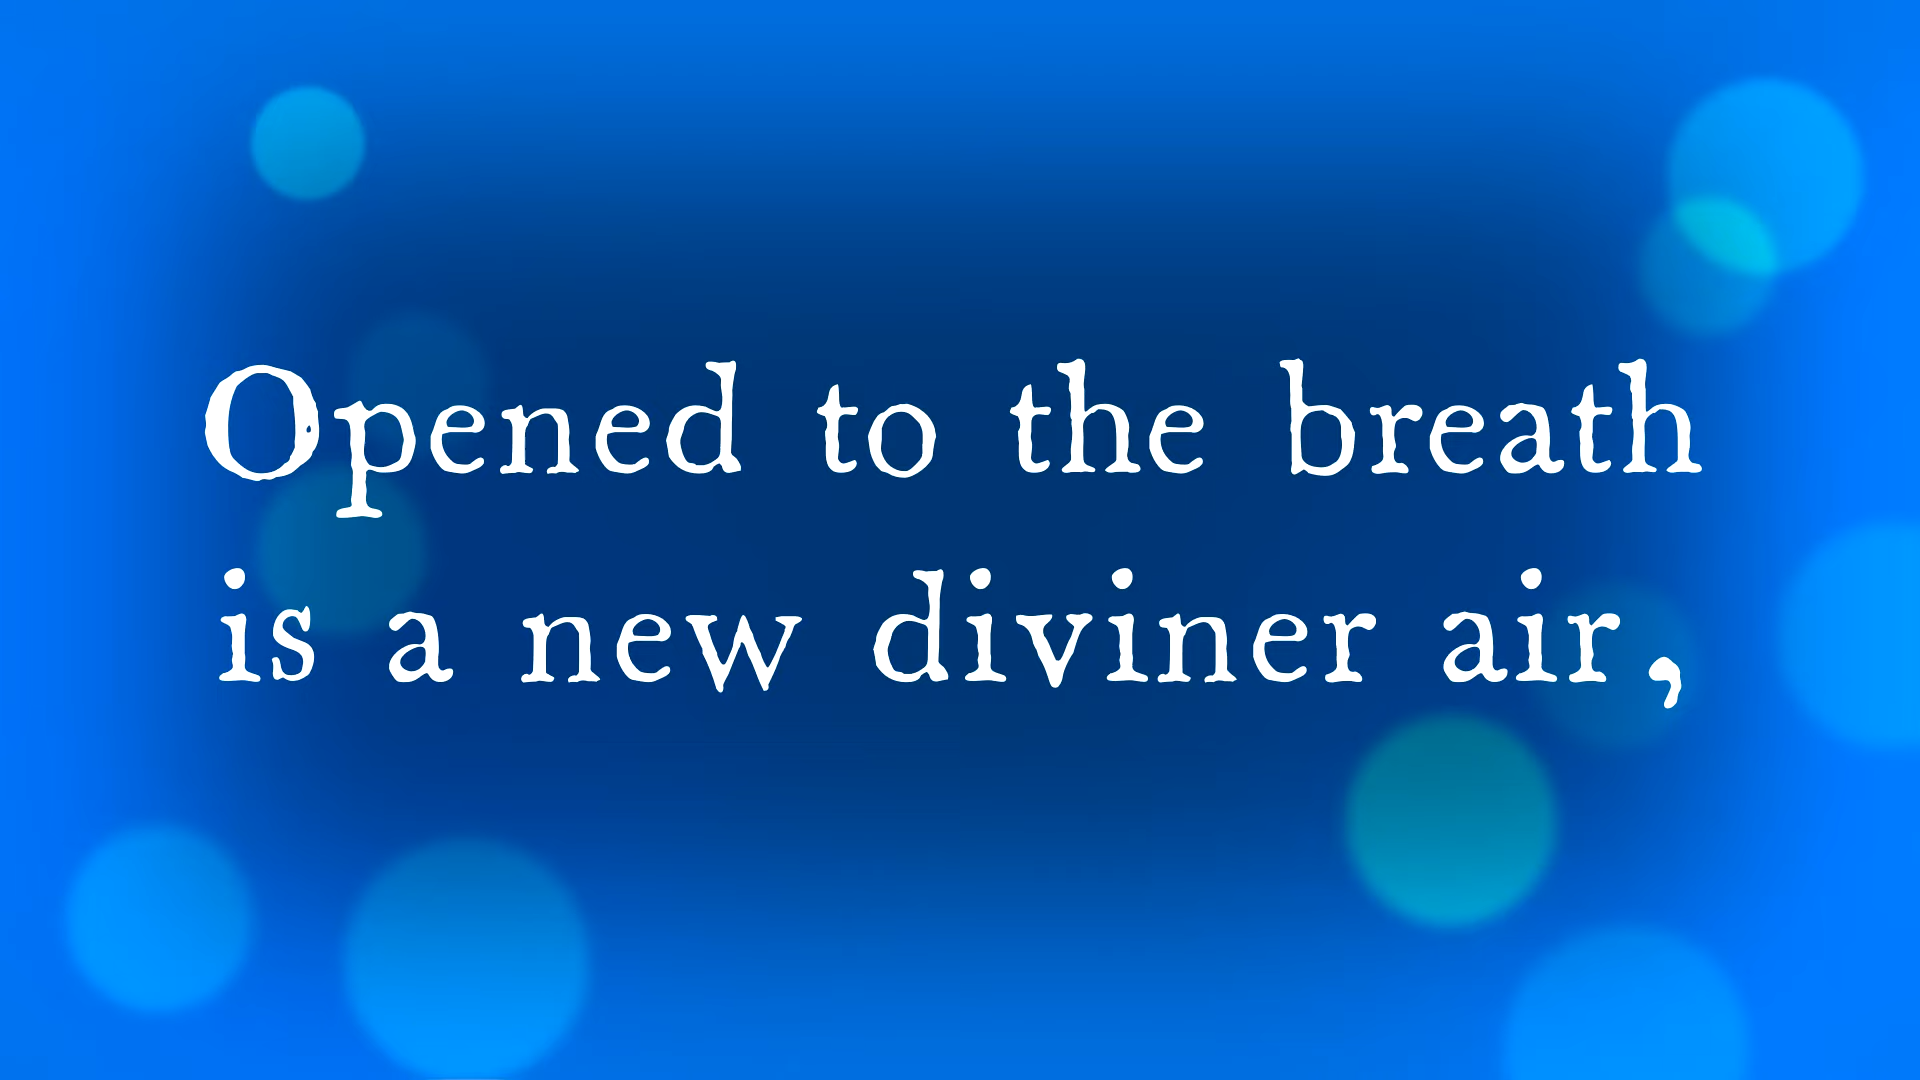 Opened to the breath
is a new diviner air,